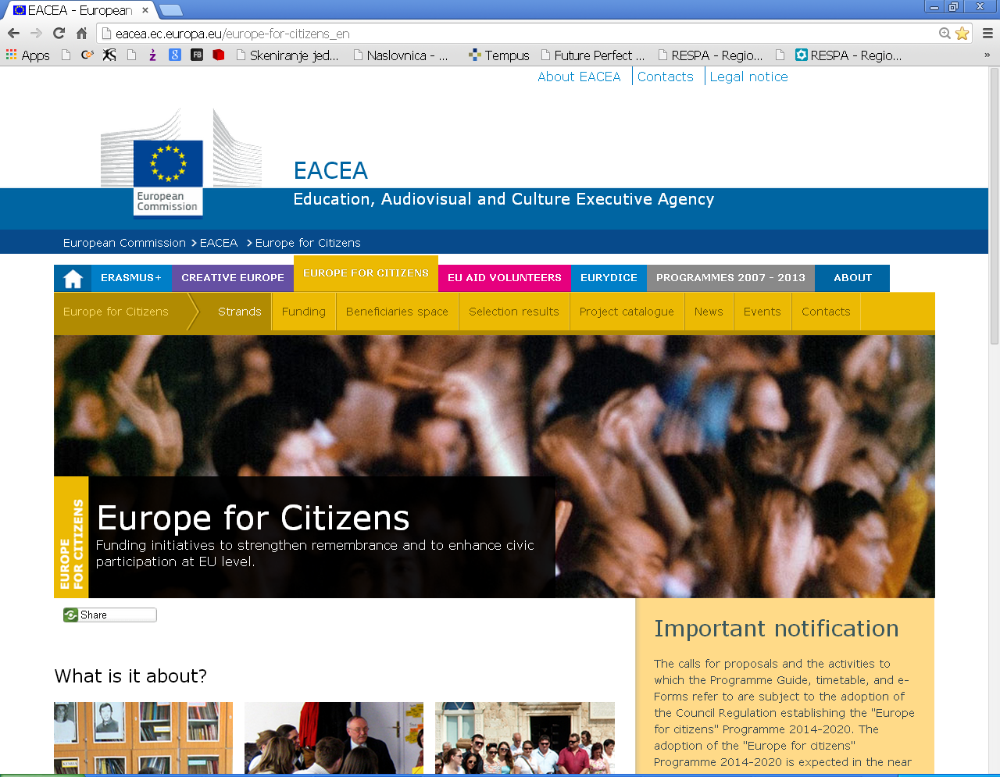 EACEA - European
eacea.ec.europa.eu/europe-for-citizens_en
Apps
Skeniranje jed...
Naslovnica - ...
Tempus
Future Perfect ...
RESPA - Regio...
RESPA - Regio...
»
About EACEA
Contacts
Legal notice
European
Commission
EACEA
Education, Audiovisual and Culture Executive Agency
European Commission > EACEA > Europe for Citizens
ERASMUS+
CREATIVE EUROPE
EUROPE FOR CITIZENS
EU AID VOLUNTEERS
EURYDICE
PROGRAMMES 2007 - 2013
ABOUT
Europe for Citizens
Strands
Funding
Beneficiaries space
Selection results
Project catalogue
News
Events
Contacts
EUROPE
FOR CITIZENS
Europe for Citizens
Funding initiatives to strengthen remembrance and to enhance civic
participation at EU level.
Share
What is it about?
Important notification
The calls for proposals and the activities to
which the Programme Guide, timetable, and e-
Forms refer to are subject to the adoption of
the Council Regulation establishing the "Europe
for citizens" Programme 2014-2020. The
adoption of the "Europe for citizens"
Programme 2014-2020 is expected in the near